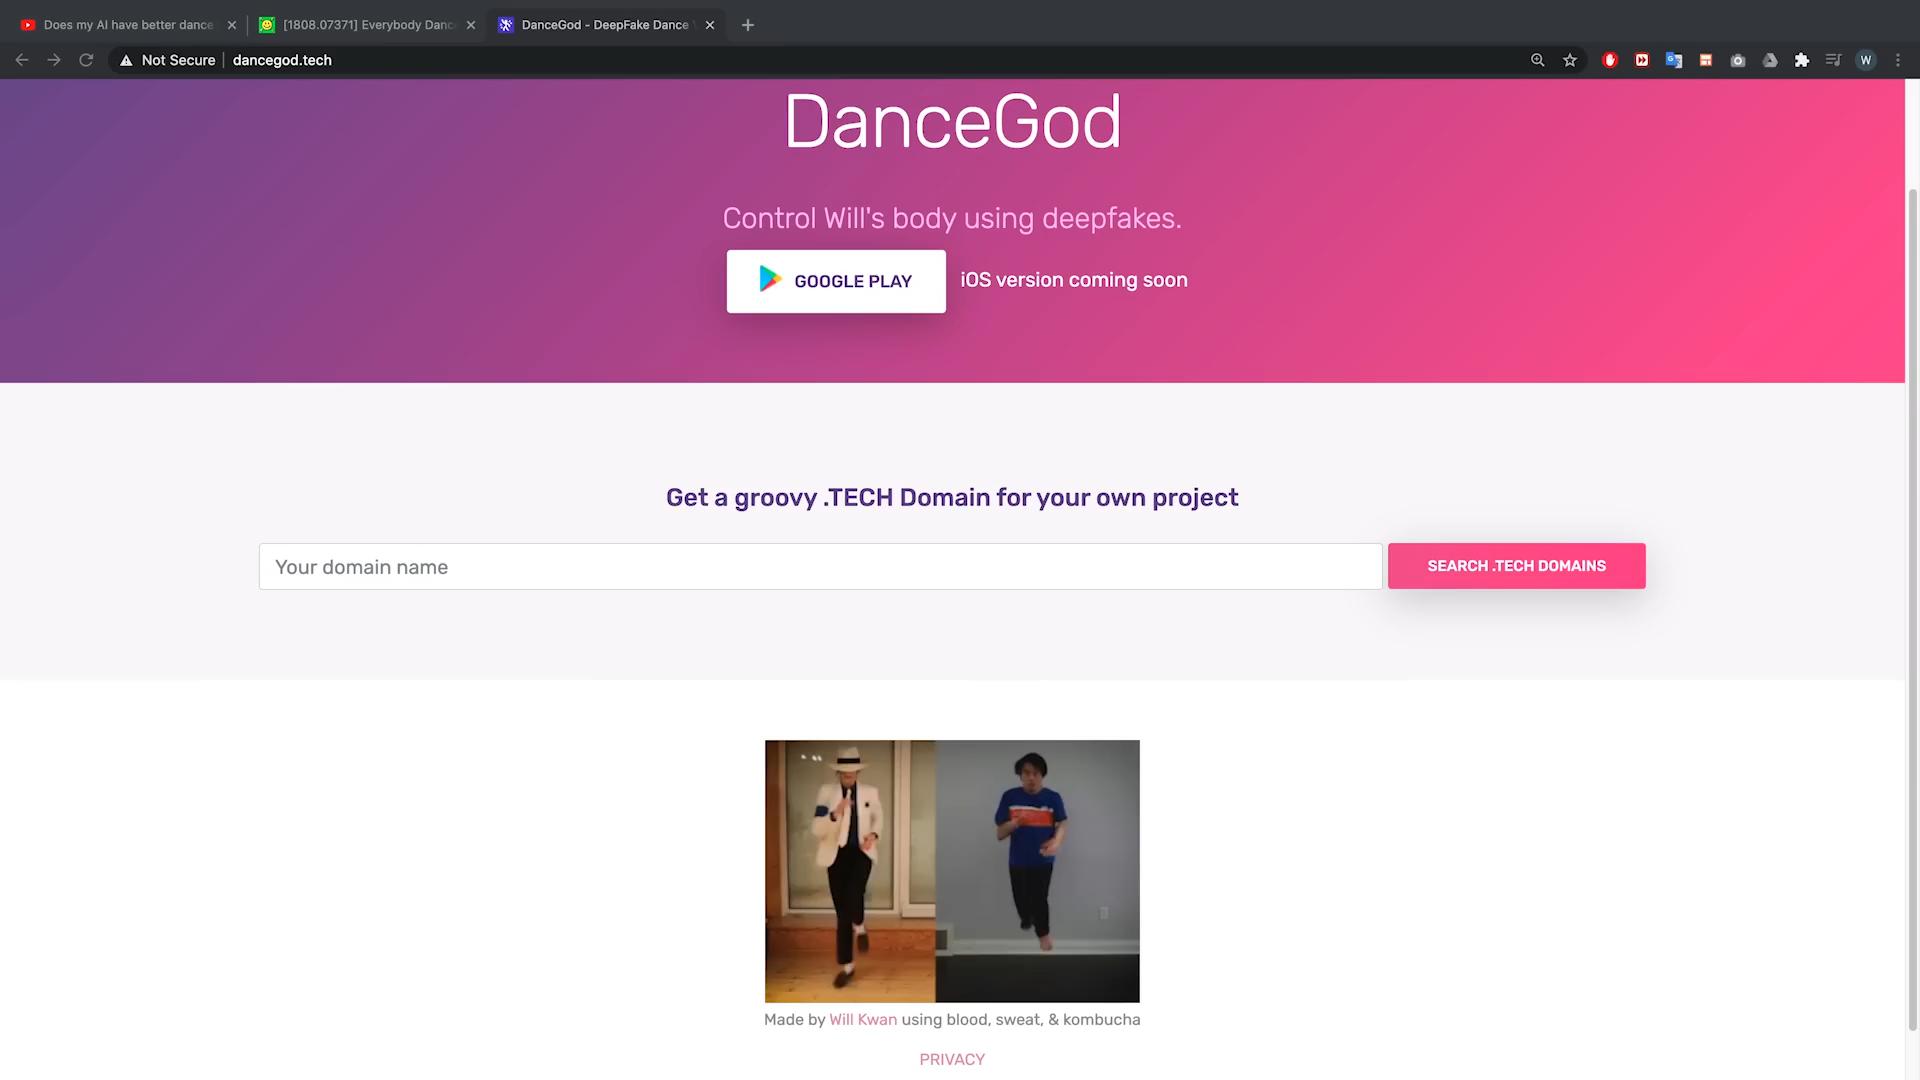 Does my AI have better dance
[1808.07371] Everybody Danc
DanceGod - DeepFake Dance
Not Secure
dancegod.tech
W
DanceGod
Control Will's body using deepfakes.
GOOGLE PLAY
iOS version coming soon
Get a groovy .TECH Domain for your own project
Your domain name
SEARCH .TECH DOMAINS
Made by Will Kwan using blood, sweat, & kombucha
PRIVACY